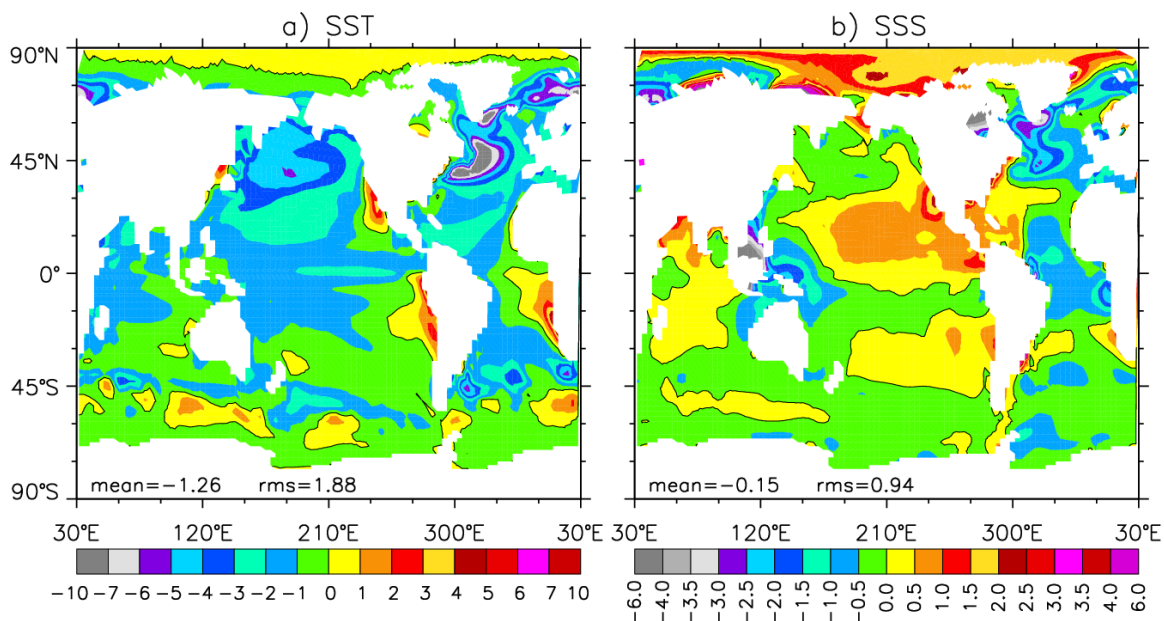 a) SST
b) SSS
90°N
45°N
0°
45°S
90°S
mean=−1.26 rms=1.88
mean=−0.15 rms=0.94
30°E 120°E 210°E 300°E 30°E
30°E 120°E 210°E 300°E 30°E
−10 −7 −6 −5 −4 −3 −2 −1 0 1 2 3 4 5 6 7 10
−6.0 −4.0 −3.5 −3.0 −2.5 −2.0 −1.5 −1.0 −0.5 0.0 0.5 1.0 1.5 2.0 2.5 3.0 3.5 4.0 6.0